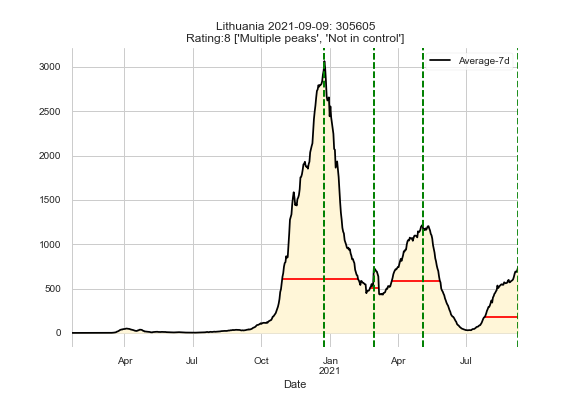 Lithuania 2021-09-09: 305605
Rating:8 ['Multiple peaks', 'Not in control']
Average-7d
3000
2500
2000
1500
1000
500
0
Apr Jul Oct Jan Apr Jul
2021
Date